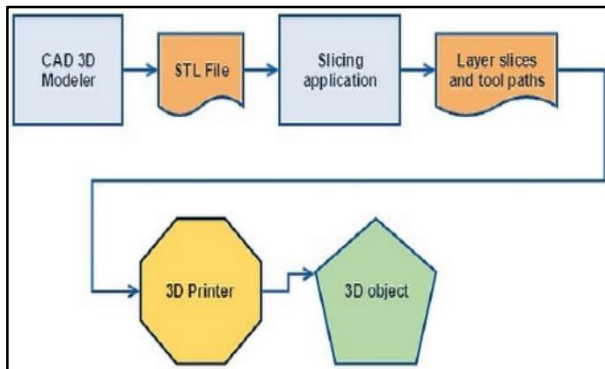 CAD 3D
Modeler
STL File
Slicing
application
Layer slices
and tool paths
3D Printer
3D object